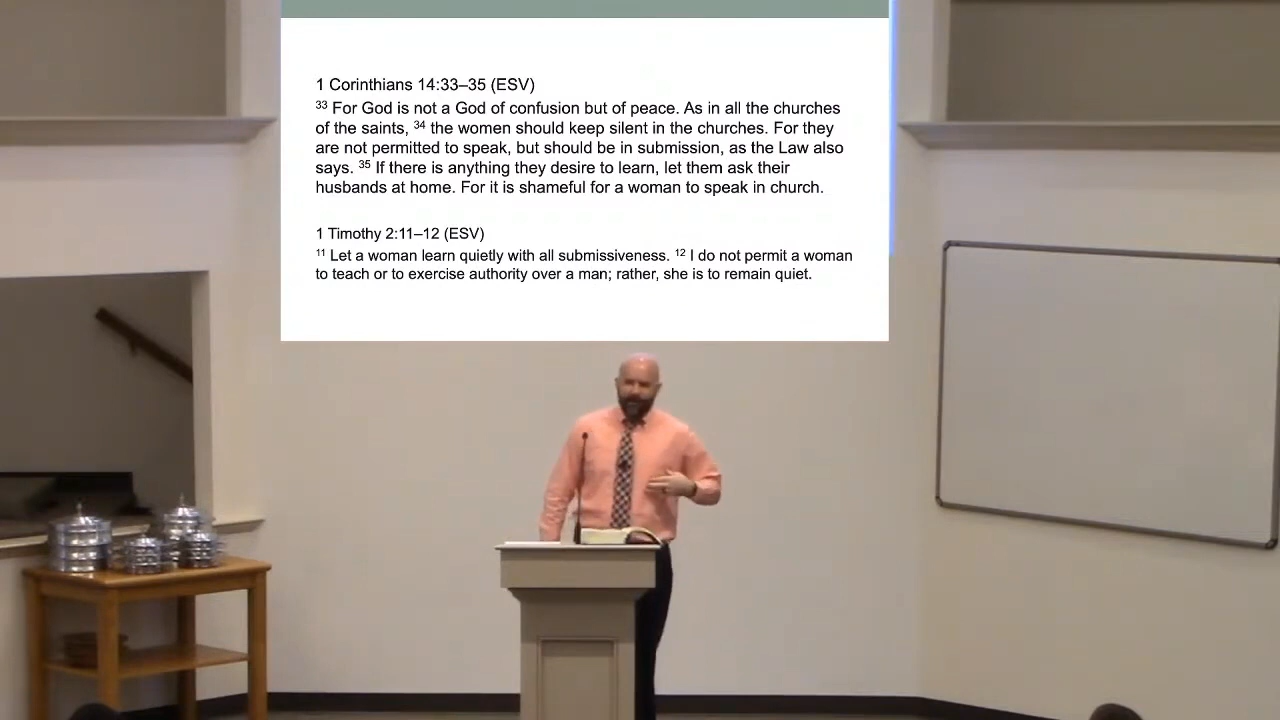 1 Corinthians 14:33–35 (ESV)
33 For God is not a God of confusion but of peace. As in all the churches
of the saints, 34 the women should keep silent in the churches. For they
are not permitted to speak, but should be in submission, as the Law also
says. 35 If there is anything they desire to learn, let them ask their
husbands at home. For it is shameful for a woman to speak in church.
1 Timothy 2:11–12 (ESV)
11 Let a woman learn quietly with all submissiveness. 12 I do not permit a woman
to teach or to exercise authority over a man; rather, she is to remain quiet.